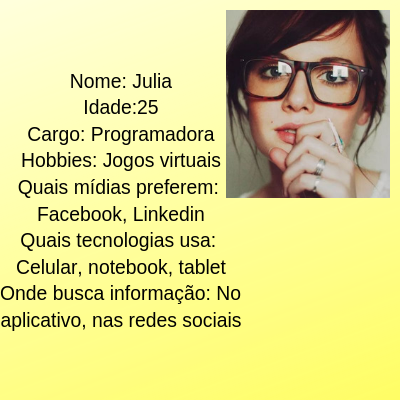 Nome: Julia
Idade:25
Cargo: Programadora
Hobbies: Jogos virtuais
Quais mídias preferem:
Facebook, Linkedin
Quais tecnologias usa:
Celular, notebook, tablet
Onde busca informação: No
aplicativo, nas redes sociais